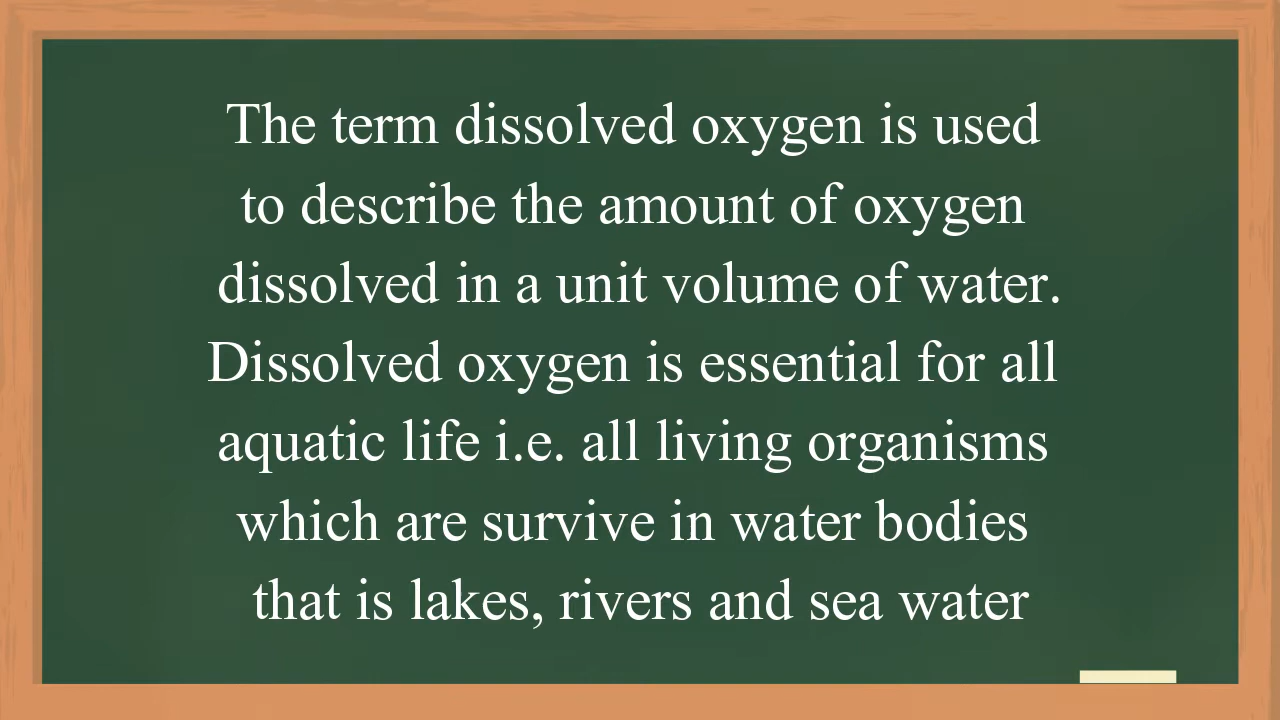 The term dissolved oxygen is used
to describe the amount of oxygen
dissolved in a unit volume of water.
Dissolved oxygen is essential for all
aquatic life i.e. all living organisms
which are survive in water bodies
that is lakes, rivers and sea water